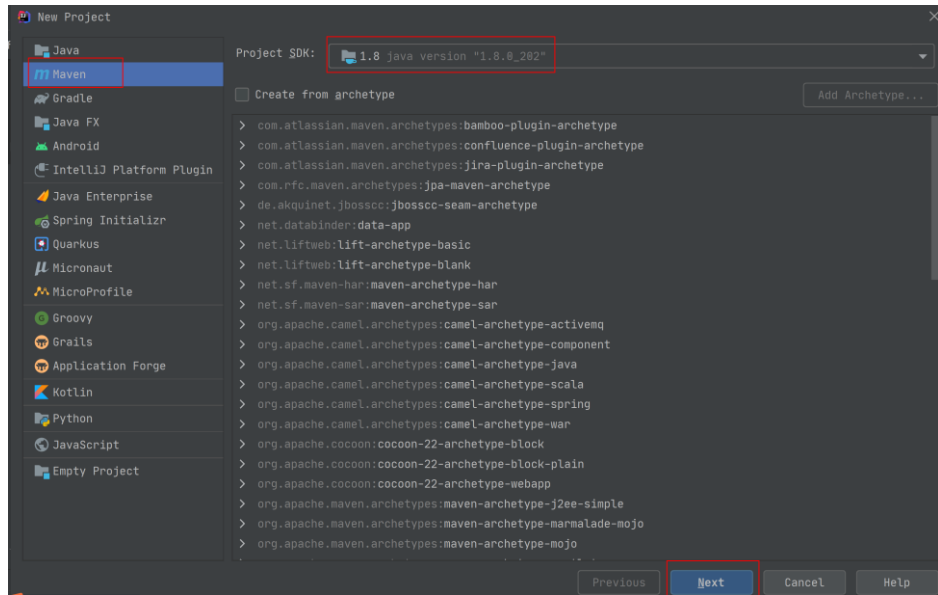 New Project
Java
Maven
Gradle
Java FX
Android
IntelliJ Platform Plugin
Java Enterprise
Spring Initializr
Quarkus
Micronaut
MicroProfile
Groovy
Grails
Application Forge
Kotlin
Python
JavaScript
Empty Project
Project SDK: 1.8 java version "1.8.0_202"
Create from archetype
Add Archetype...
com.atlassian.maven.archetypes:bamboo-plugin-archetype
com.atlassian.maven.archetypes:confluence-plugin-archetype
com.atlassian.maven.archetypes:jira-plugin-archetype
com.rfc.maven.archetypes:jpa-maven-archetype
de.akquinet.jbosscc:jbosscc-seam-archetype
net.databinder:data-app
net.liftweb:lift-archetype-basic
net.liftweb:lift-archetype-blank
net.sf.maven-har:maven-archetype-har
net.sf.maven-sar:maven-archetype-sar
org.apache.camel.archetypes:camel-archetype-activemq
org.apache.camel.archetypes:camel-archetype-component
org.apache.camel.archetypes:camel-archetype-java
org.apache.camel.archetypes:camel-archetype-scala
org.apache.camel.archetypes:camel-archetype-spring
org.apache.camel.archetypes:camel-archetype-war
org.apache.cocoon:cocoon-22-archetype-block
org.apache.cocoon:cocoon-22-archetype-block-plain
org.apache.cocoon:cocoon-22-archetype-webapp
org.apache.maven.archetypes:maven-archetype-j2ee-simple
org.apache.maven.archetypes:maven-archetype-marmalade-mojo
org.apache.maven.archetypes:maven-archetype-mojo
Previous
Next
Cancel
Help